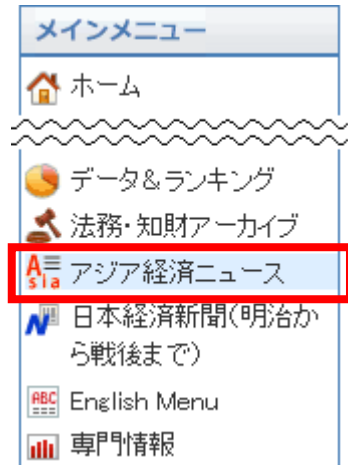 メインメニュー
ホーム
データ&ランキング
法務・知財アーカイブ
Asia アジア経済ニュース
日本経済新聞(明治か
ら戦後まで)
ABC English Menu
専門情報